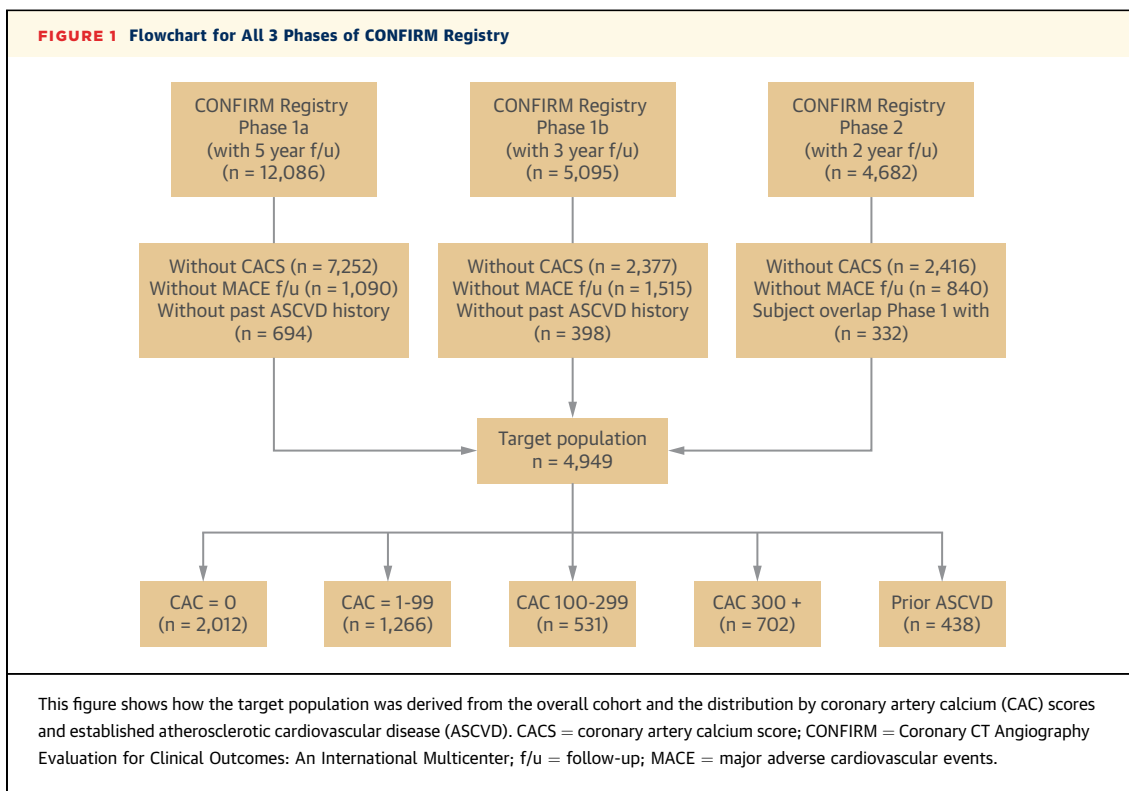 FIGURE 1 Flowchart for All 3 Phases of CONFIRM Registry
CONFIRM Registry
Phase 1a
(with 5 year f/u)
(n = 12,086)
CONFIRM Registry
Phase 1b
(with 3 year f/u)
(n = 5,095)
CONFIRM Registry
Phase 2
(with 2 year f/u)
(n = 4,682)
Without CACS (n = 7,252)
Without MACE f/u (n = 1,090)
Without past ASCVD history
(n = 694)
Without CACS (n = 2,377)
Without MACE f/u (n = 1,515)
Without past ASCVD history
(n = 398)
Without CACS (n = 2,416)
Without MACE f/u (n = 840)
Subject overlap Phase 1 with
(n = 332)
Target population
n = 4,949
CAC = 0
(n = 2,012)
CAC = 1-99
(n = 1,266)
CAC 100-299
(n = 531)
CAC 300 +
(n = 702)
Prior ASCVD
(n = 438)
This figure shows how the target population was derived from the overall cohort and the distribution by coronary artery calcium (CAC) scores
and established atherosclerotic cardiovascular disease (ASCVD). CACS = coronary artery calcium score; CONFIRM = Coronary CT Angiography
Evaluation for Clinical Outcomes: An International Multicenter; f/u = follow-up; MACE = major adverse cardiovascular events.